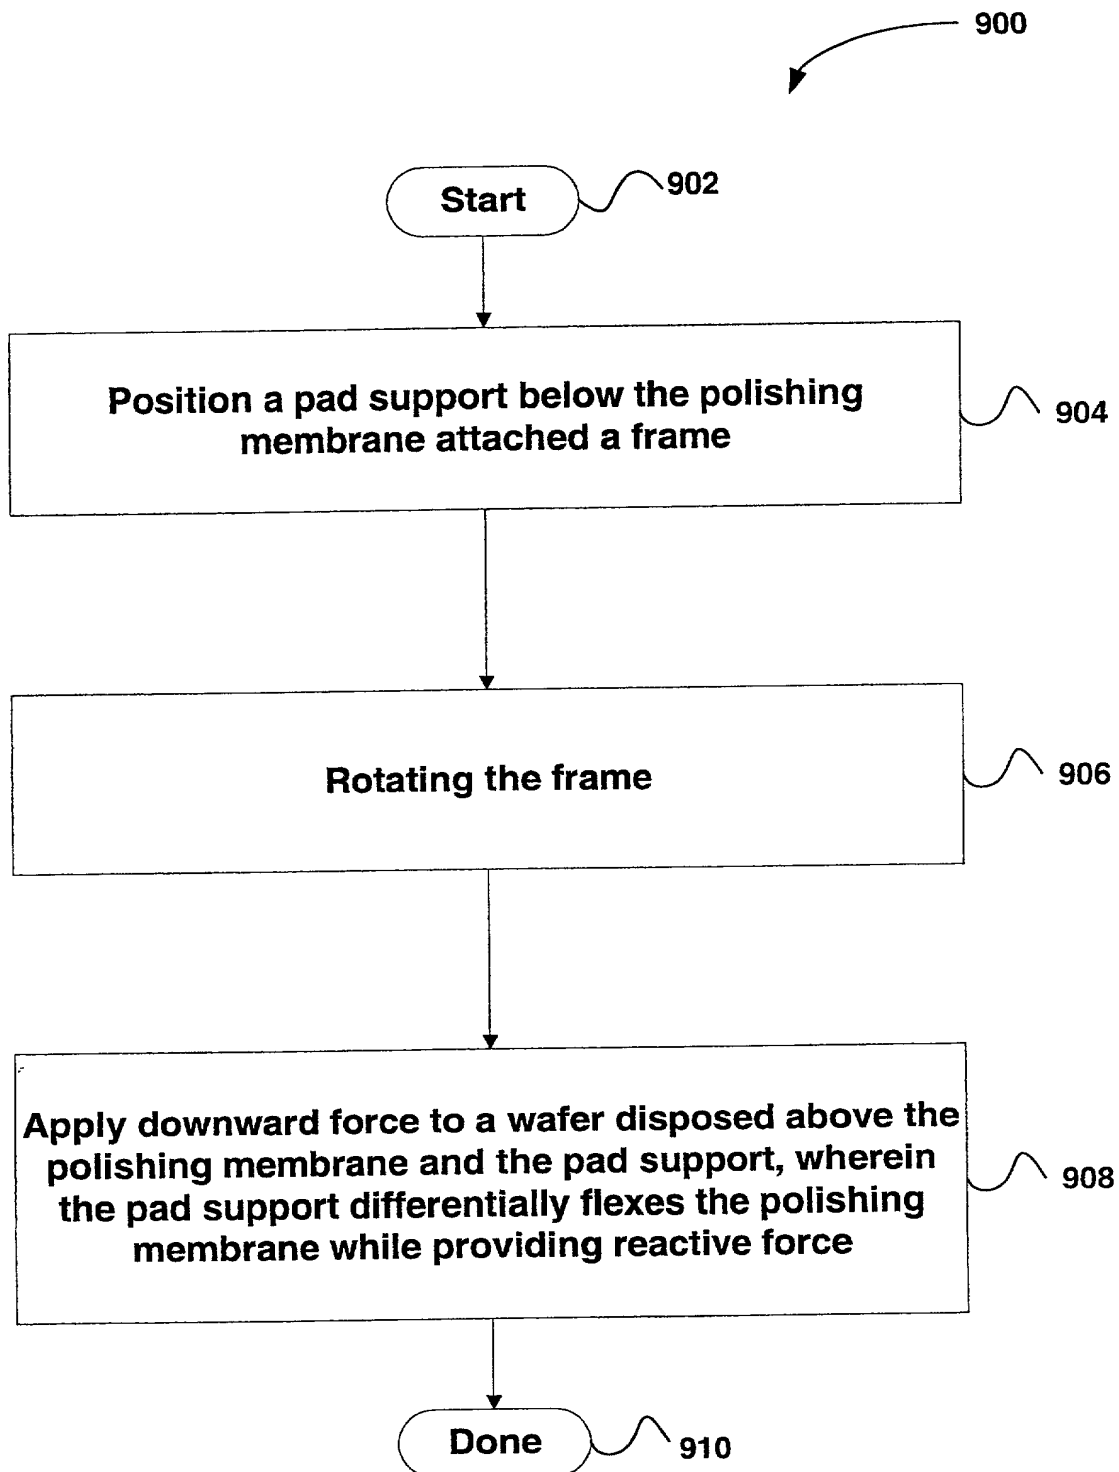 900
Start
902
Position a pad support below the polishing
membrane attached a frame
904
Rotating the frame
906
Apply downward force to a wafer disposed above the
polishing membrane and the pad support, wherein
the pad support differentially flexes the polishing
membrane while providing reactive force
908
Done
910